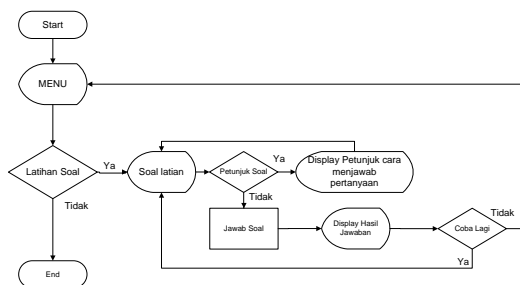 Start
MENU
Latihan Soal
Ya
Soal latian
Petunjuk Soal
Ya
Display Petunjuk cara
menjawab
pertanyaan
Tidak
Tidak
Jawab Soal
Display Hasil
Jawaban
Coba Lagi
Tidak
Ya
End